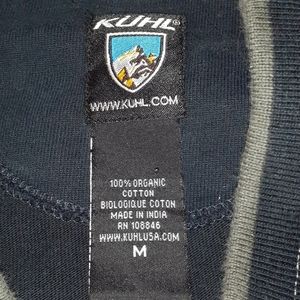 KUHL®
WWW.KUHL.COM
100% ORGANIC
COTTON
BIOLOGIQUE COTON
MADE IN INDIA
RN 108846
WWW.KUHLUSA.COM
M